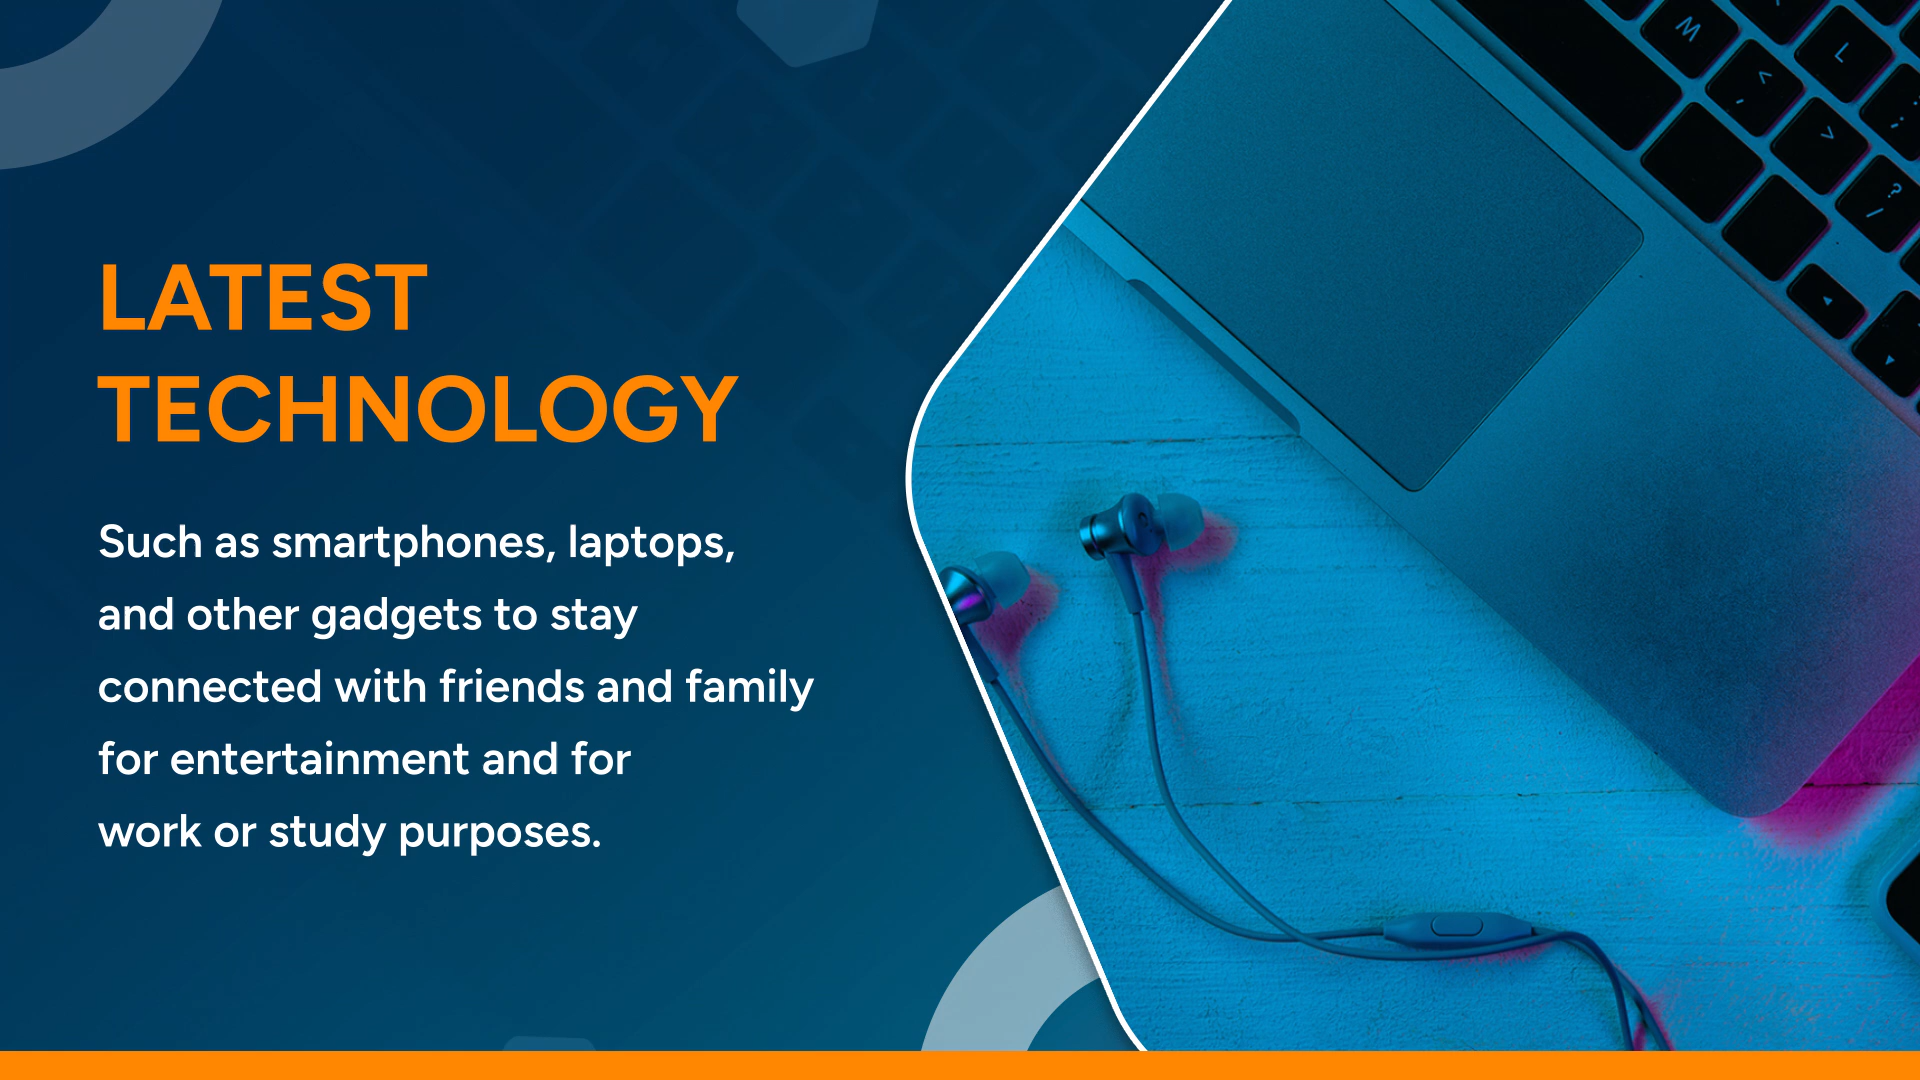 LATEST
TECHNOLOGY
Such as smartphones, laptops,
and other gadgets to stay
connected with friends and family
for entertainment and for
work or study purposes.
M
L
<
,
>
:
;
?
/